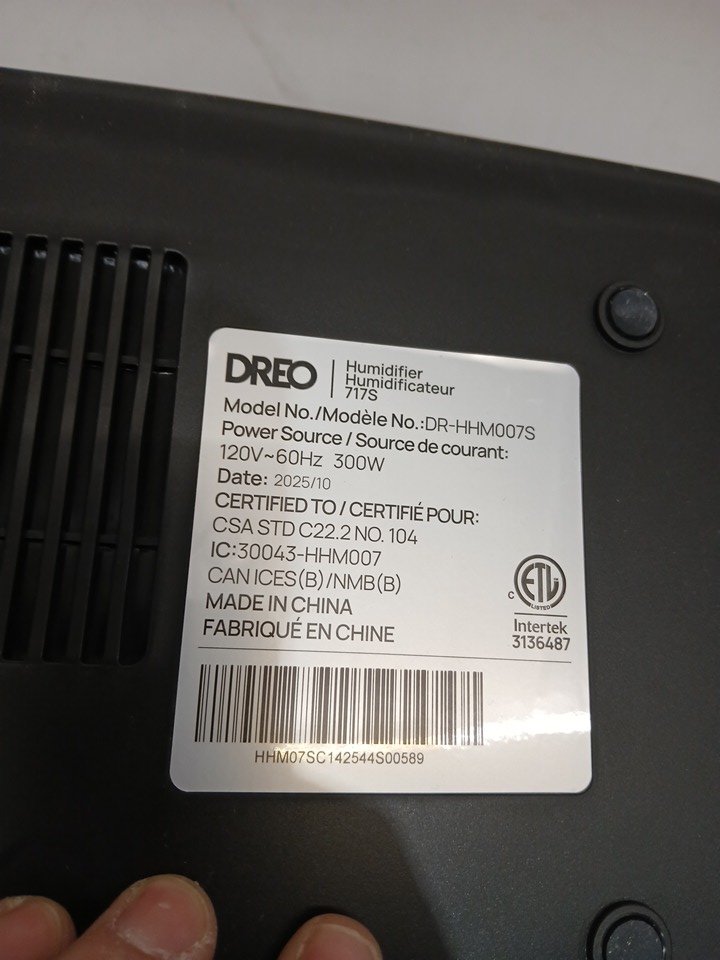 DREO
Humidifier
Humidificateur
717S
Model No./Modèle No.:DR-HHM007S
Power Source / Source de courant:
120V~60Hz 300W
Date: 2025/10
CERTIFIED TO / CERTIFIÉ POUR:
CSA STD C22.2 NO. 104
IC:30043-HHM007
CAN ICES(B)/NMB(B)
MADE IN CHINA
FABRIQUÉ EN CHINE
C ETL
LISTED
Intertek
3136487
HHM07SC142544S00589